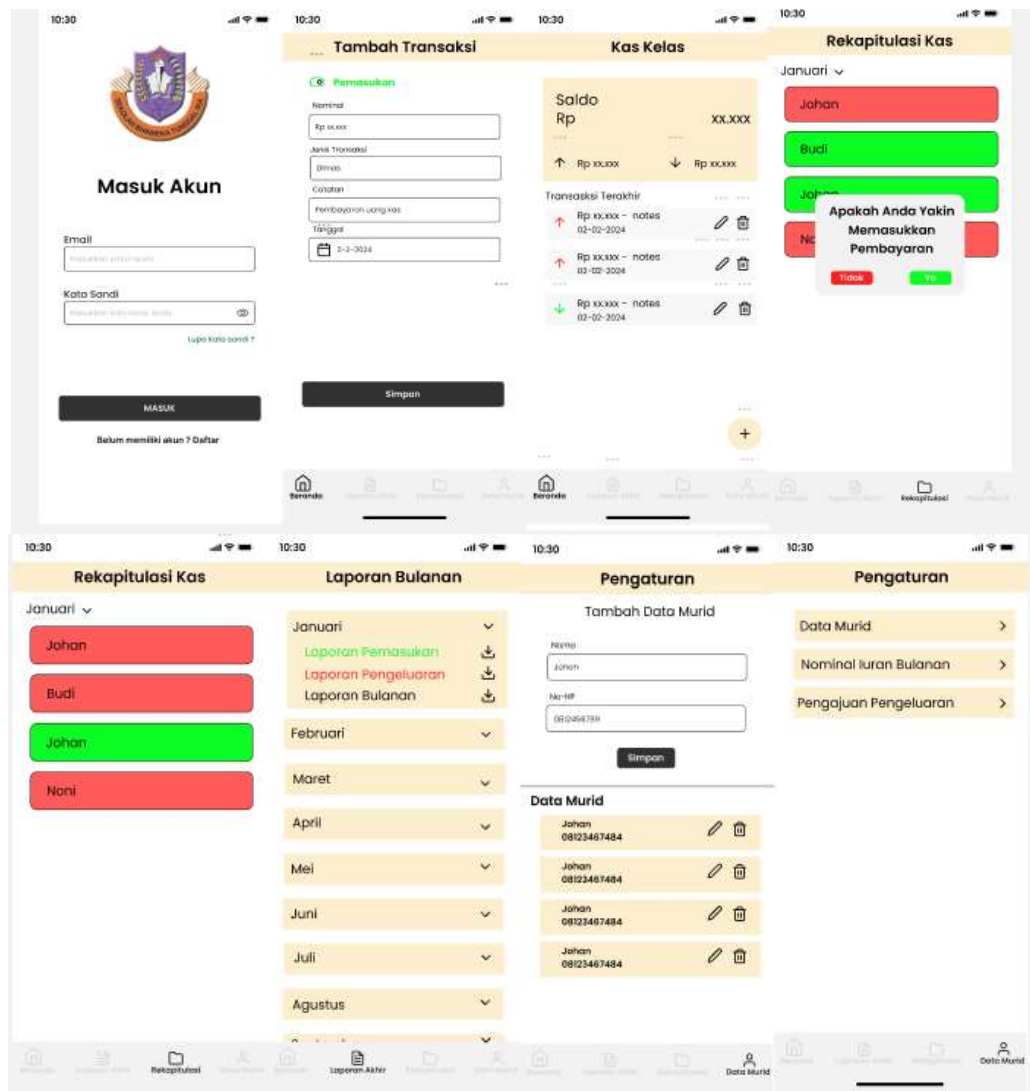 10:30
Masuk Akun
Email
Kata Sandi
Lupa kata sandi ?
MASUK
Belum memiliki akun ? Daftar
10:30
Tambah Transaksi
Pemasukan
Nominal
Rp xx.xxx
Jenis Transaksi
Catatan
Pembayaran uang kas
Tanggal
2-2-2024
Simpan
Beranda
10:30
Kas Kelas
Saldo
Rp xx.xxx
Rp xx.xxx Rp xx.xxx
Transasksi Terakhir
Rp xx.xxx - notes
02-02-2024
Rp xx.xxx - notes
02-02-2024
Rp xx.xxx - notes
02-02-2024
+
Beranda
10:30
Rekapitulasi Kas
Januari
Johan
Budi
Johan
Apakah Anda Yakin
Memasukkan
Pembayaran
Tidak Ya
Rekapitulasi
10:30
Rekapitulasi Kas
Januari
Johan
Budi
Johan
Noni
Rekapitulasi
10:30
Laporan Bulanan
Januari
Laporan Pemasukan
Laporan Pengeluaran
Laporan Bulanan
Februari
Maret
April
Mei
Juni
Juli
Agustus
Laporan Akhir
10:30
Pengaturan
Tambah Data Murid
Nama
Johan
No-HP
Simpan
Data Murid
Johan
08123467484
Johan
08123467484
Johan
08123467484
Johan
08123467484
Data Murid
10:30
Pengaturan
Data Murid
Nominal Iuran Bulanan
Pengajuan Pengeluaran
Data Murid